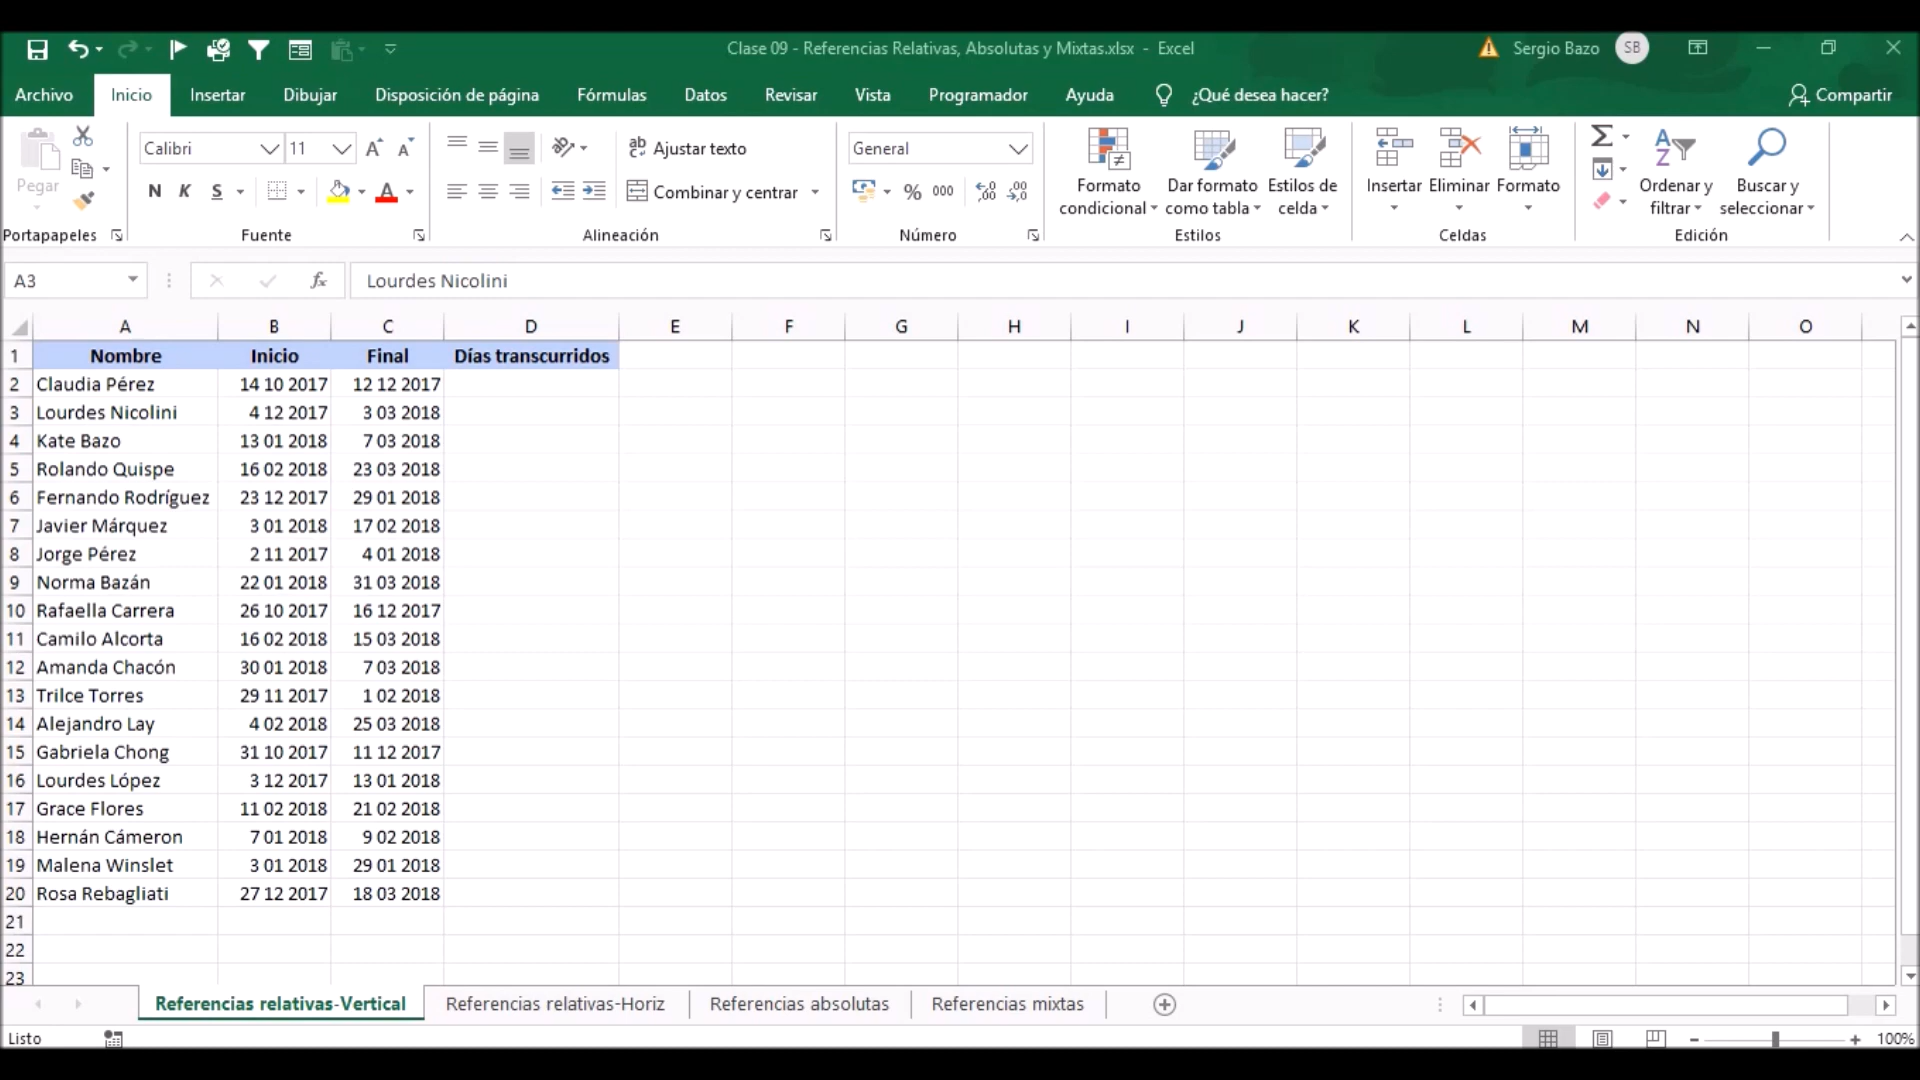 Clase 09 - Referencias Relativas, Absolutas y Mixtas.xlsx - Excel
Sergio Bazo SB
Archivo Inicio Insertar Dibujar Disposición de página Fórmulas Datos Revisar Vista Programador Ayuda ¿Qué desea hacer? Compartir
Pegar
Calibri 11
N K S A
ab Ajustar texto
Combinar y centrar
General
% 000
Formato condicional
Dar formato como tabla
Estilos de celda
Insertar Eliminar Formato
Ordenar y filtrar
Buscar y seleccionar
Portapapeles Fuente Alineación Número Estilos Celdas Edición
A3 fx Lourdes Nicolini
A B C D E F G H I J K L M N O
1 Nombre Inicio Final Días transcurridos
2 Claudia Pérez 14 10 2017 12 12 2017
3 Lourdes Nicolini 4 12 2017 3 03 2018
4 Kate Bazo 13 01 2018 7 03 2018
5 Rolando Quispe 16 02 2018 23 03 2018
6 Fernando Rodríguez 23 12 2017 29 01 2018
7 Javier Márquez 3 01 2018 17 02 2018
8 Jorge Pérez 2 11 2017 4 01 2018
9 Norma Bazán 22 01 2018 31 03 2018
10 Rafaella Carrera 26 10 2017 16 12 2017
11 Camilo Alcorta 16 02 2018 15 03 2018
12 Amanda Chacón 30 01 2018 7 03 2018
13 Trilce Torres 29 11 2017 1 02 2018
14 Alejandro Lay 4 02 2018 25 03 2018
15 Gabriela Chong 31 10 2017 11 12 2017
16 Lourdes López 3 12 2017 13 01 2018
17 Grace Flores 11 02 2018 21 02 2018
18 Hernán Cámeron 7 01 2018 9 02 2018
19 Malena Winslet 3 01 2018 29 01 2018
20 Rosa Rebagliati 27 12 2017 18 03 2018
21
22
23
Referencias relativas-Vertical Referencias relativas-Horiz Referencias absolutas Referencias mixtas
Listo 100%